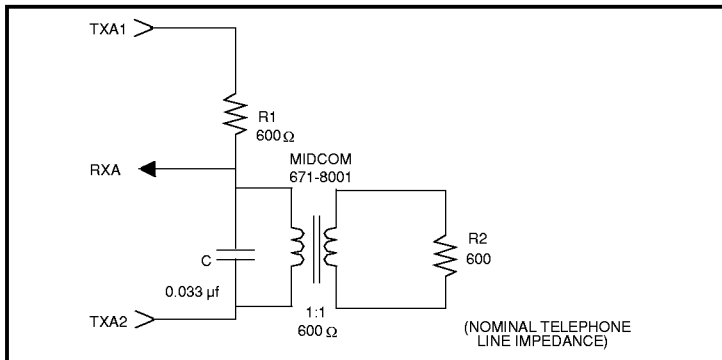 TXA1
R1
600 Ω
RXA
MIDCOM
671-8001
R2
600
C
0.033 µf
1:1
600 Ω
TXA2
(NOMINAL TELEPHONE
LINE IMPEDANCE)